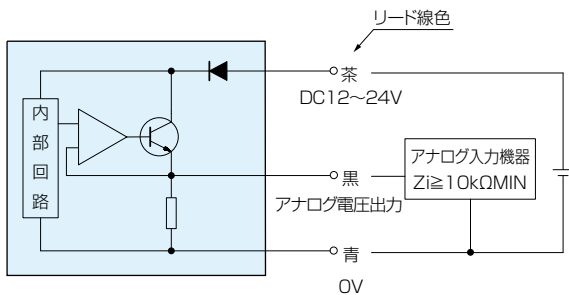 リード線色
茶
DC12～24V
内部回路
アナログ入力機器
Zi≧10kΩMIN
黒
アナログ電圧出力
青
0V